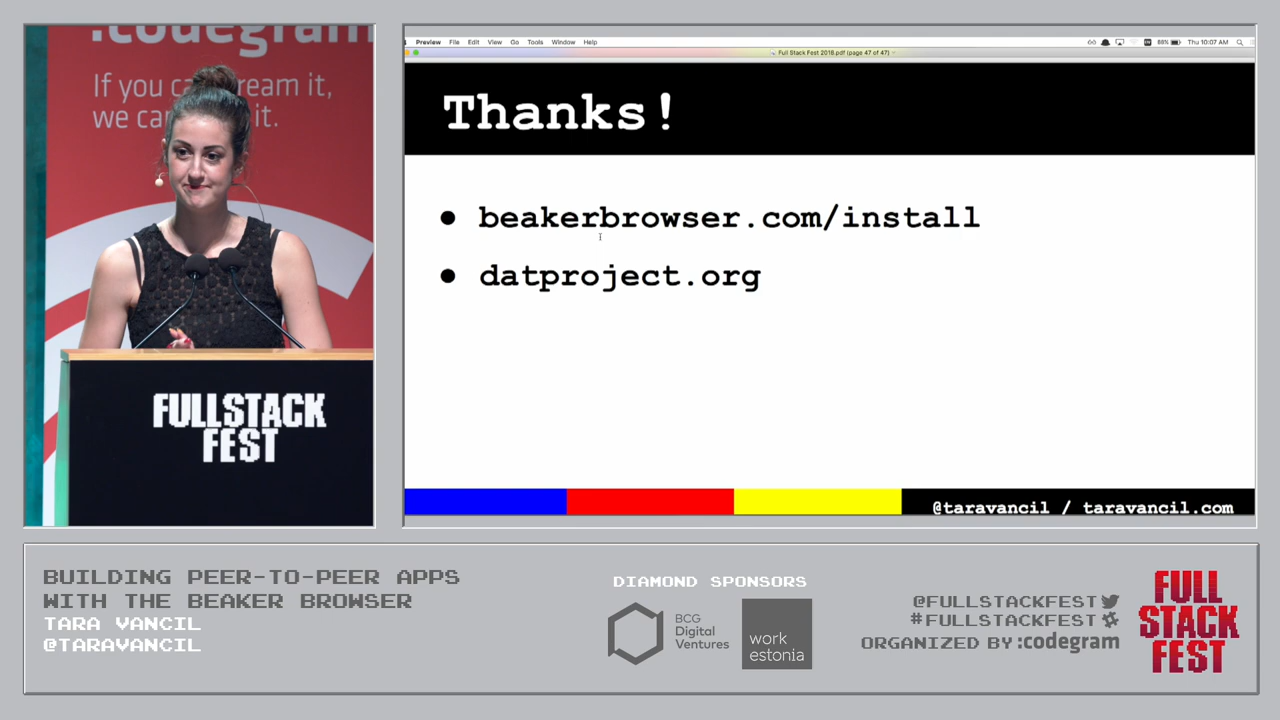 :codegram
If you can dream it,
we can it.
FULLSTACK
FEST
Preview File Edit View Go Tools Window Help
Full Stack Fest 2018.pdf (page 47 of 47)
88% Thu 10:07 AM
Thanks!
● beakerbrowser.com/install
● datproject.org
@taravancil / taravancil.com
BUILDING PEER-TO-PEER APPS
WITH THE BEAKER BROWSER
TARA VANCIL
@TARAVANCIL
DIAMOND SPONSORS
BCG
Digital
Ventures
work
estonia
@FULLSTACKFEST
#FULLSTACKFEST
ORGANIZED BY :codegram
FULL
STACK
FEST